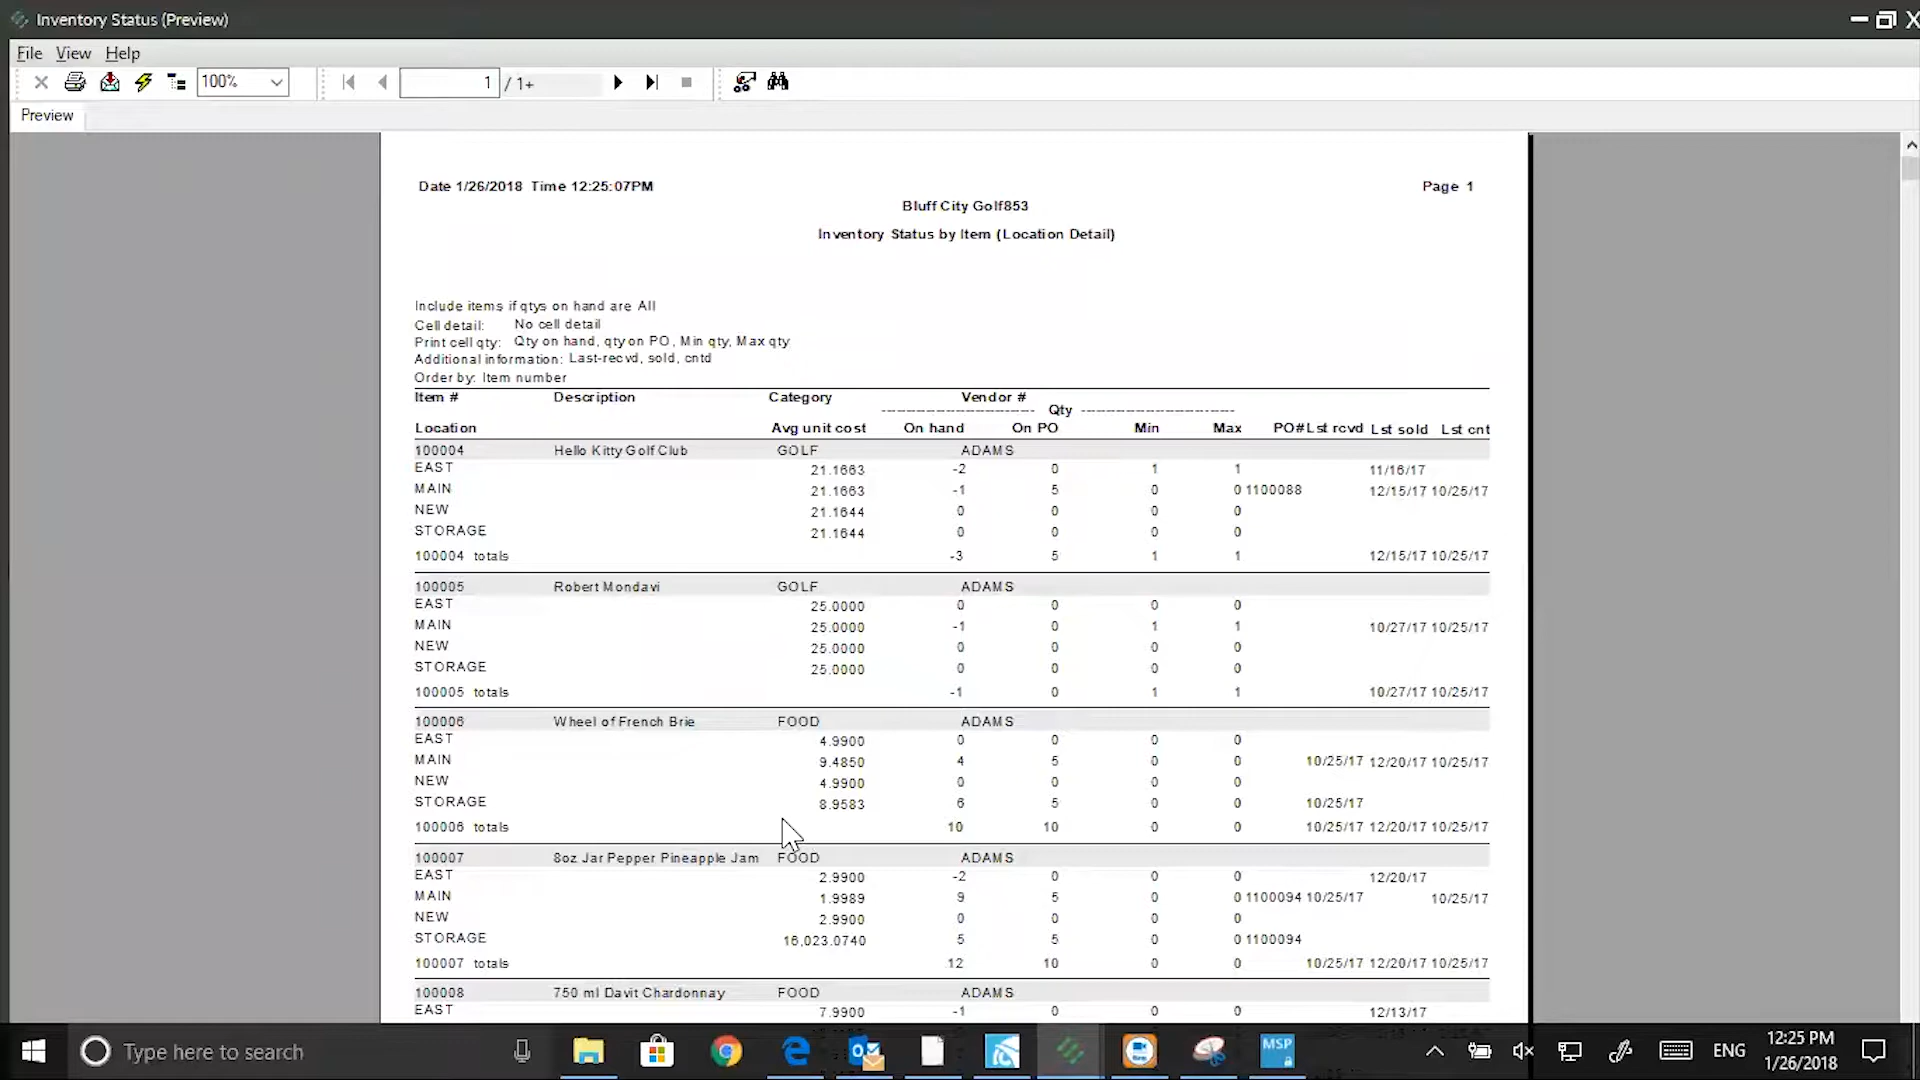 Inventory Status (Preview)
File View Help
100% 1 / 1+
Preview
Date 1/26/2018 Time 12:25:07PM Page 1
Bluff City Golf853
Inventory Status by Item (Location Detail)
Include items if qtys on hand are All
Cell detail: No cell detail
Print cell qty: Qty on hand, qty on PO, Min qty, Max qty
Additional information: Last-recvd, sold, cntd
Order by: Item number
Item # Description Category Vendor #
---------------------- Qty ----------------------
Location Avg unit cost On hand On PO Min Max PO# Lst rcvd Lst sold Lst cnt
100004 Hello Kitty Golf Club GOLF ADAMS
EAST 21.1663 -2 0 1 1 11/16/17
MAIN 21.1663 -1 5 0 0 1100088 12/15/17 10/25/17
NEW 21.1644 0 0 0 0
STORAGE 21.1644 0 0 0 0
100004 totals -3 5 1 1 12/15/17 10/25/17
100005 Robert Mondavi GOLF ADAMS
EAST 25.0000 0 0 0 0
MAIN 25.0000 -1 0 1 1 10/27/17 10/25/17
NEW 25.0000 0 0 0 0
STORAGE 25.0000 0 0 0 0
100005 totals -1 0 1 1 10/27/17 10/25/17
100006 Wheel of French Brie FOOD ADAMS
EAST 4.9900 0 0 0 0
MAIN 9.4850 4 5 0 0 10/25/17 12/20/17 10/25/17
NEW 4.9900 0 0 0 0
STORAGE 8.9583 6 5 0 0 10/25/17
100006 totals 10 10 0 0 10/25/17 12/20/17 10/25/17
100007 8oz Jar Pepper Pineapple Jam FOOD ADAMS
EAST 2.9900 -2 0 0 0 12/20/17
MAIN 1.9989 9 5 0 0 1100094 10/25/17 10/25/17
NEW 2.9900 0 0 0 0
STORAGE 16,023.0740 5 5 0 0 1100094
100007 totals 12 10 0 0 10/25/17 12/20/17 10/25/17
100008 750 ml Davit Chardonnay FOOD ADAMS
EAST 7.9900 -1 0 0 0 12/13/17
Type here to search MSP ENG 12:25 PM
1/26/2018